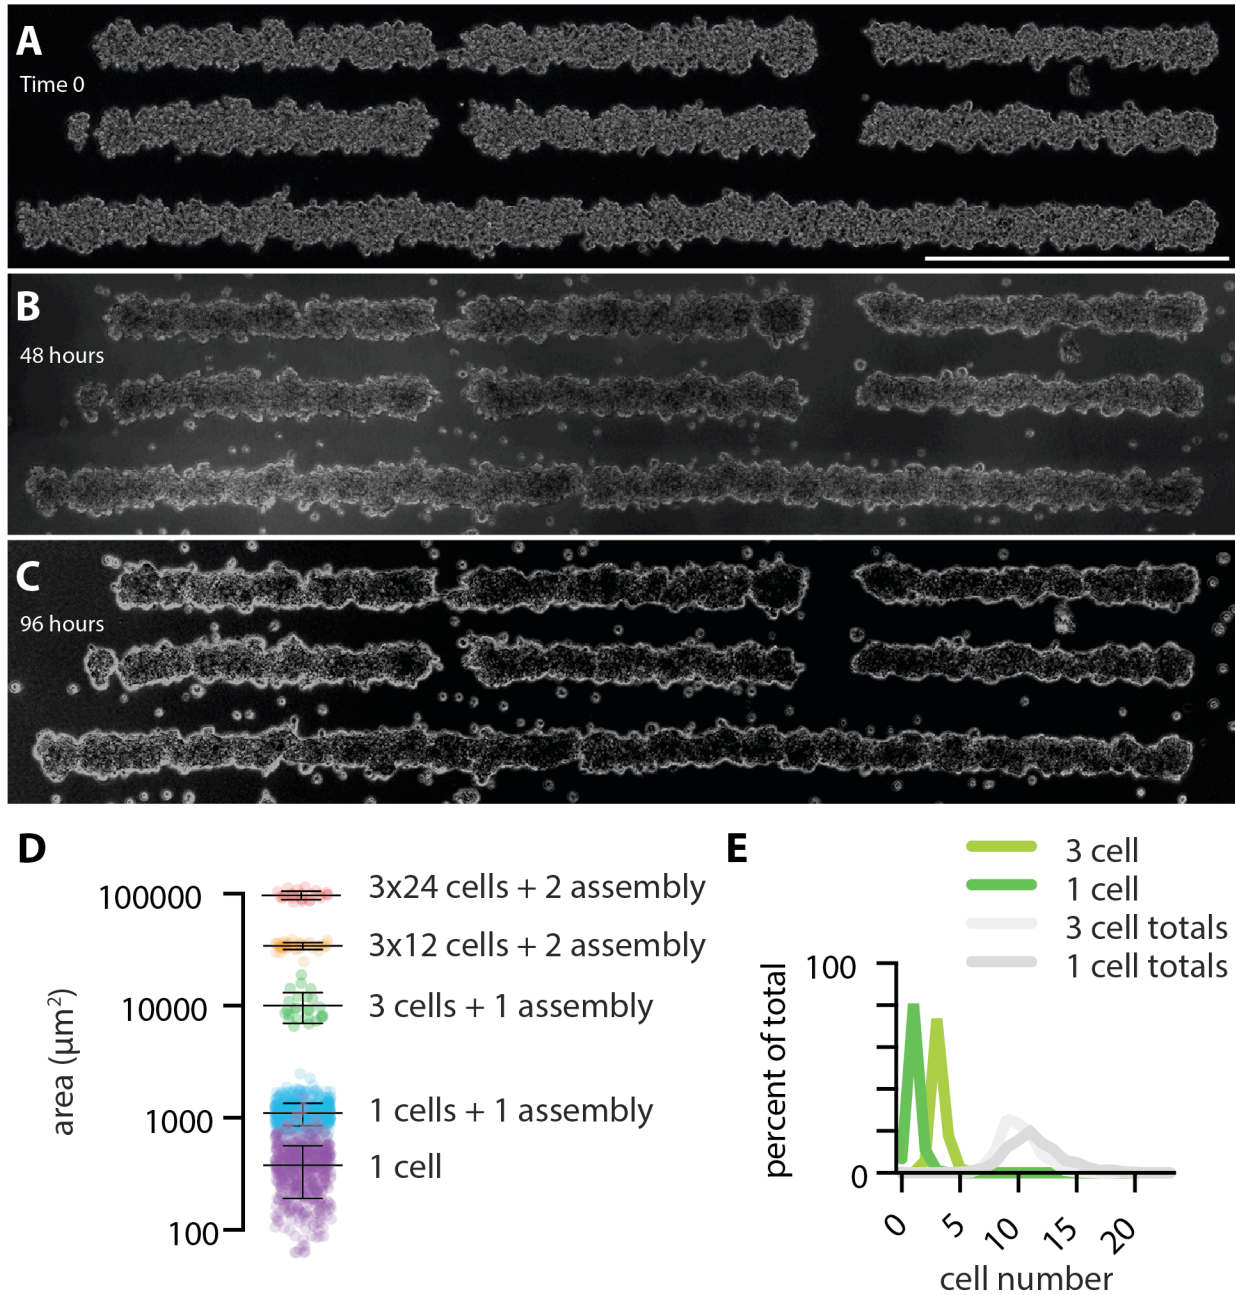 A
Time 0
B
48 hours
C
96 hours
D
area (µm²)
100000
10000
1000
100
3x24 cells + 2 assembly
3x12 cells + 2 assembly
3 cells + 1 assembly
1 cells + 1 assembly
1 cell
E
3 cell
1 cell
3 cell totals
1 cell totals
percent of total
100
0
0
5
10
15
20
cell number